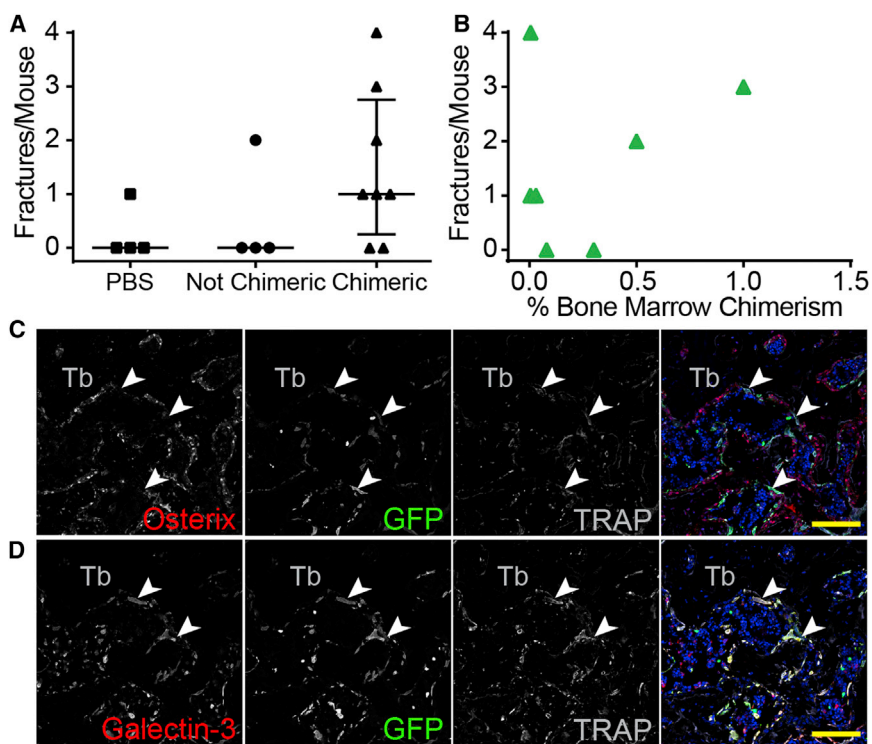 A
Fractures/Mouse
4
3
2
1
0
PBS
Not Chimeric
Chimeric
B
Fractures/Mouse
4
3
2
1
0
0.0
0.5
1.0
1.5
% Bone Marrow Chimerism
C
Tb
Osterix
Tb
GFP
Tb
TRAP
Tb
D
Tb
Galectin-3
Tb
GFP
Tb
TRAP
Tb